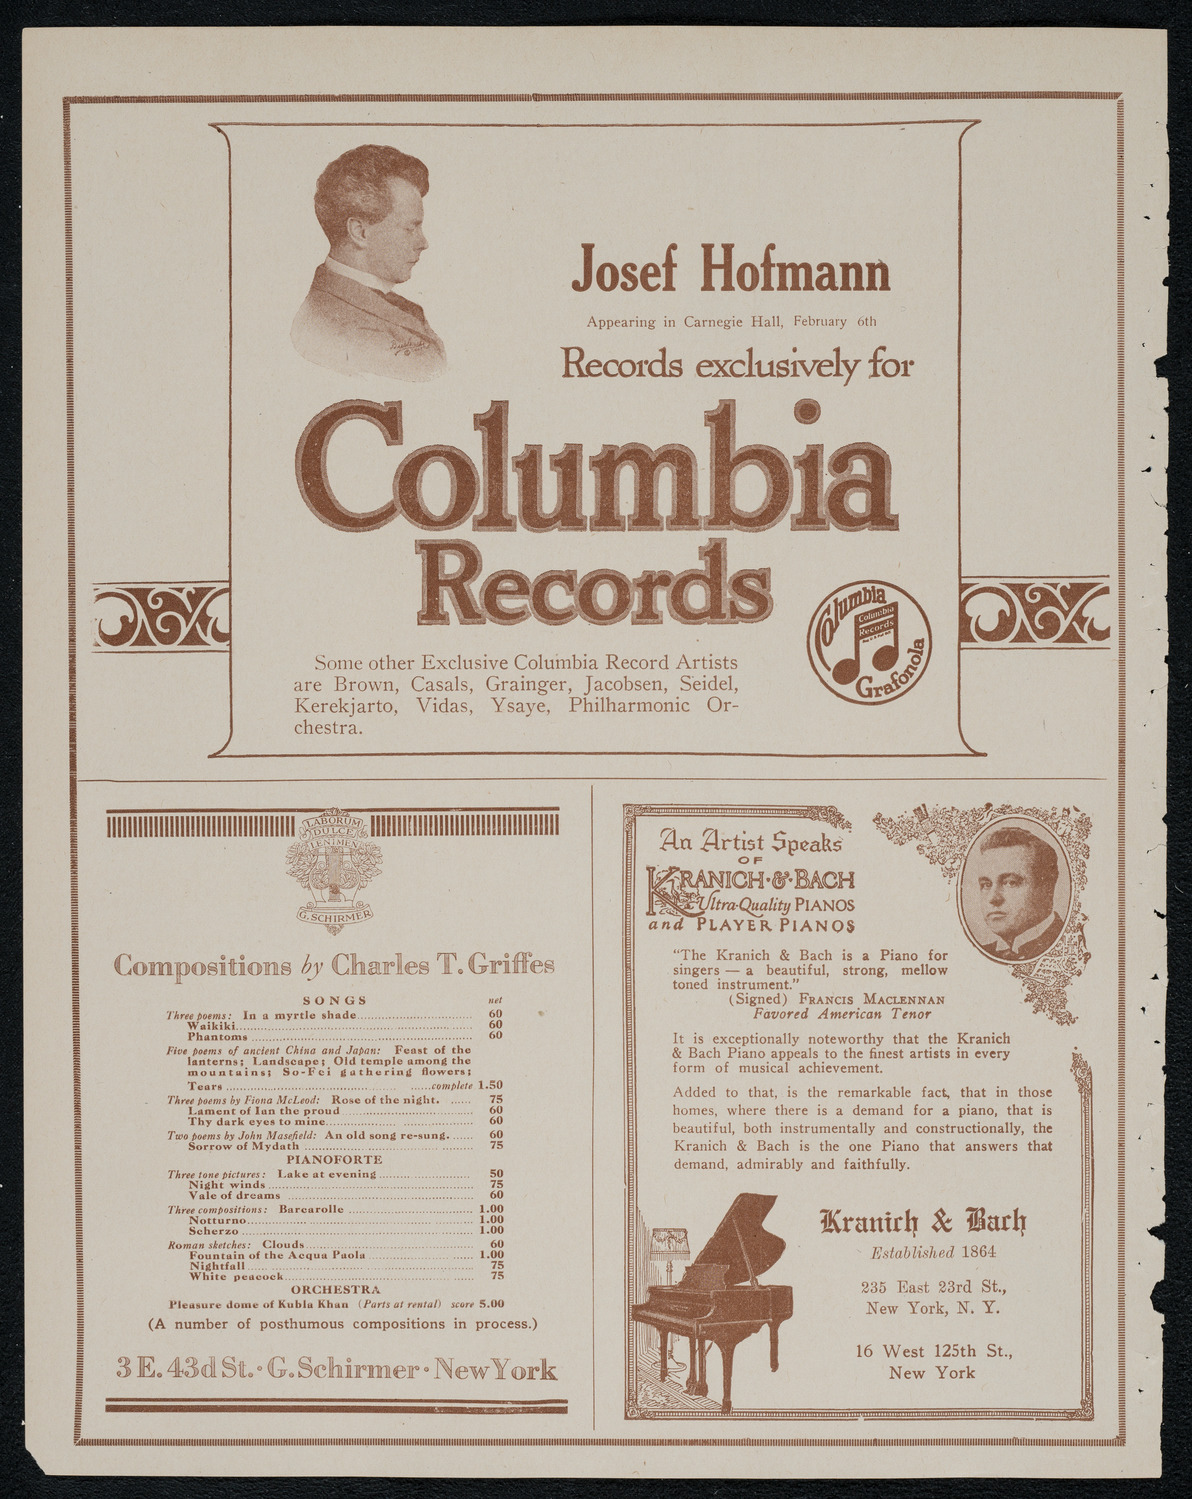 Josef Hofmann
Appearing in Carnegie Hall, February 6th
Records exclusively for
Columbia
Records
Columbia
Columbia
Records
Grafonola
Some other Exclusive Columbia Record Artists
are Brown, Casals, Grainger, Jacobsen, Seidel,
Kerekjarto, Vidas, Ysaye, Philharmonic Or-
chestra.
LABORUM
DULCE
LENIMEN
G. SCHIRMER
Compositions by Charles T. Griffes
SONGS net
Three poems: In a myrtle shade 60
Waikiki 60
Phantoms 60
Five poems of ancient China and Japan: Feast of the
lanterns; Landscape; Old temple among the
mountains; So-Fei gathering flowers;
Tears complete 1.50
Three poems by Fiona McLeod: Rose of the night. 75
Lament of Ian the proud 60
Thy dark eyes to mine 60
Two poems by John Masefield: An old song re-sung. 60
Sorrow of Mydath 75
PIANOFORTE
Three tone pictures: Lake at evening 50
Night winds 75
Vale of dreams 60
Three compositions: Barcarolle 1.00
Notturno 1.00
Scherzo 1.00
Roman sketches: Clouds 60
Fountain of the Acqua Paola 1.00
Nightfall 75
White peacock 75
ORCHESTRA
Pleasure dome of Kubla Khan (Parts at rental) score 5.00
(A number of posthumous compositions in process.)
3 E. 43d St. · G. Schirmer · New York
An Artist Speaks
OF
KRANICH·&·BACH
Ultra-Quality PIANOS
and PLAYER PIANOS
"The Kranich & Bach is a Piano for
singers — a beautiful, strong, mellow
toned instrument."
(Signed) FRANCIS MACLENNAN
Favored American Tenor
It is exceptionally noteworthy that the Kranich
& Bach Piano appeals to the finest artists in every
form of musical achievement.
Added to that, is the remarkable fact, that in those
homes, where there is a demand for a piano, that is
beautiful, both instrumentally and constructionally, the
Kranich & Bach is the one Piano that answers that
demand, admirably and faithfully.
Kranich & Bach
Established 1864
235 East 23rd St.,
New York, N. Y.
16 West 125th St.,
New York